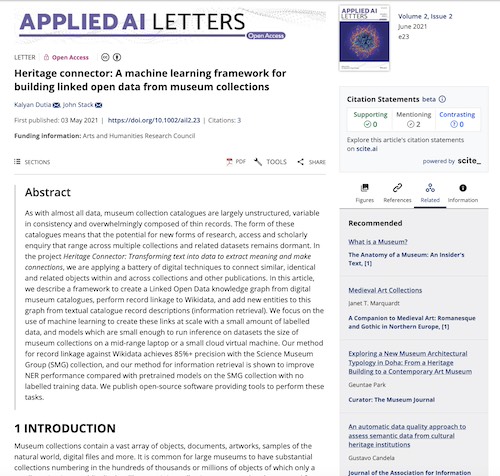 APPLIED AI LETTERS
Open Access
LETTER Open Access
Heritage connector: A machine learning framework for
building linked open data from museum collections
Kalyan Dutia, John Stack
First published: 03 May 2021 | https://doi.org/10.1002/ail2.23 | Citations: 3
Funding information: Arts and Humanities Research Council
SECTIONS PDF TOOLS SHARE
Abstract
As with almost all data, museum collection catalogues are largely unstructured, variable
in consistency and overwhelmingly composed of thin records. The form of these
catalogues means that the potential for new forms of research, access and scholarly
enquiry that range across multiple collections and related datasets remains dormant. In
the project Heritage Connector: Transforming text into data to extract meaning and make
connections, we are applying a battery of digital techniques to connect similar, identical
and related objects within and across collections and other publications. In this article,
we describe a framework to create a Linked Open Data knowledge graph from digital
museum catalogues, perform record linkage to Wikidata, and add new entities to this
graph from textual catalogue record descriptions (information retrieval). We focus on the
use of machine learning to create these links at scale with a small amount of labelled
data, and models which are small enough to run inference on datasets the size of
museum collections on a mid-range laptop or a small cloud virtual machine. Our method
for record linkage against Wikidata achieves 85%+ precision with the Science Museum
Group (SMG) collection, and our method for information retrieval is shown to improve
NER performance compared with pretrained models on the SMG collection with no
labelled training data. We publish open-source software providing tools to perform these
tasks.
1 INTRODUCTION
Museum collections contain a vast array of objects, documents, artworks, samples of the
natural world, digital files and more. It is common for large museums to have substantial
collections numbering in the hundreds of thousands or millions of objects of which only a
APPLIED AI
LETTERS
Volume 2, Issue 2
June 2021
e23
Citation Statements beta
Supporting Mentioning Contrasting
0 2 0
Explore this article's citation statements
on scite.ai
powered by scite_
Figures References Related Information
Recommended
What is a Museum?
The Anatomy of a Museum: An Insider's
Text, [1]
Medieval Art Collections
Janet T. Marquardt
A Companion to Medieval Art: Romanesque
and Gothic in Northern Europe, [1]
Exploring a New Museum Architectural
Typology in Doha: From a Heritage
Building to a Contemporary Art Museum
Guntae Park
Curator: The Museum Journal
An automatic data quality approach to
assess semantic data from cultural
heritage institutions
Gustavo Candela
Journal of the Association for Information